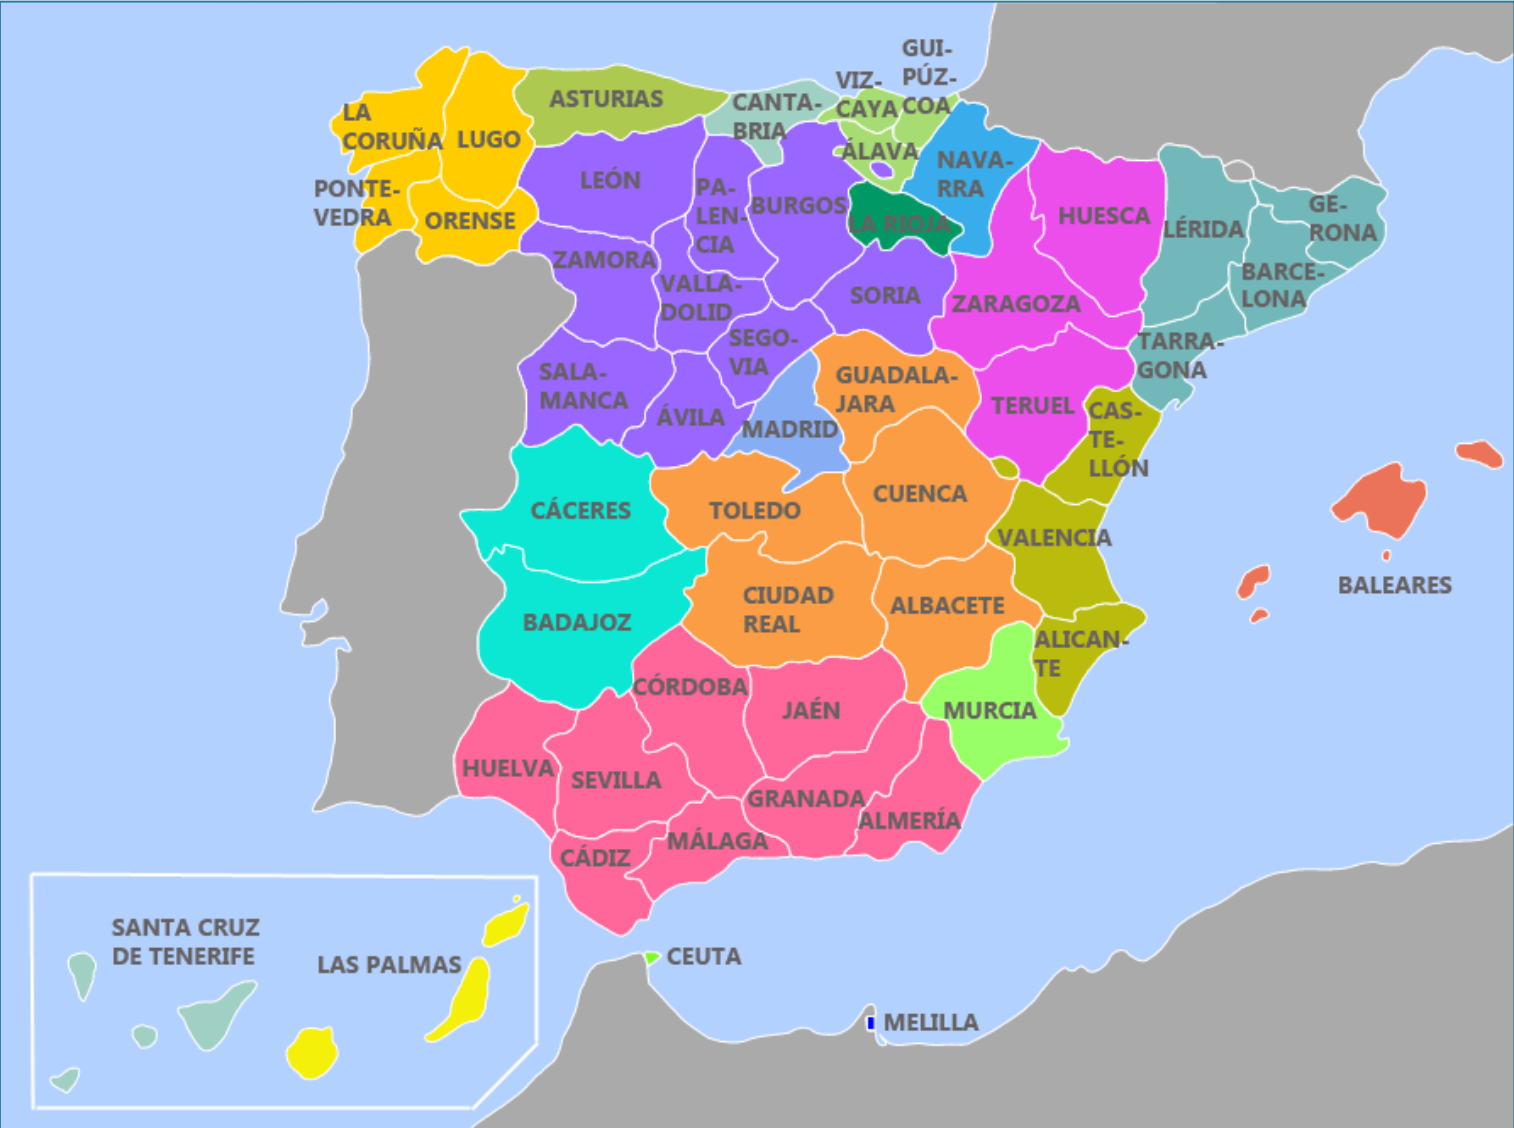 GUI-
PÚZ-
COA
VIZ-
CAYA
ASTURIAS
CANTA-
BRIA
LA
CORUÑA
LUGO
ÁLAVA
NAVA-
RRA
LEÓN
PA-
LEN-
CIA
BURGOS
PONTE-
VEDRA
ORENSE
LA RIOJA
HUESCA
LÉRIDA
GE-
RONA
ZAMORA
VALLA-
DOLID
SORIA
ZARAGOZA
BARCE-
LONA
SEGO-
VIA
TARRA-
GONA
SALA-
MANCA
ÁVILA
MADRID
GUADALA-
JARA
TERUEL
CAS-
TE-
LLÓN
CÁCERES
TOLEDO
CUENCA
VALENCIA
BALEARES
BADAJOZ
CIUDAD
REAL
ALBACETE
ALICAN-
TE
CÓRDOBA
JAÉN
MURCIA
HUELVA
SEVILLA
GRANADA
ALMERÍA
CÁDIZ
MÁLAGA
SANTA CRUZ
DE TENERIFE
LAS PALMAS
CEUTA
MELILLA